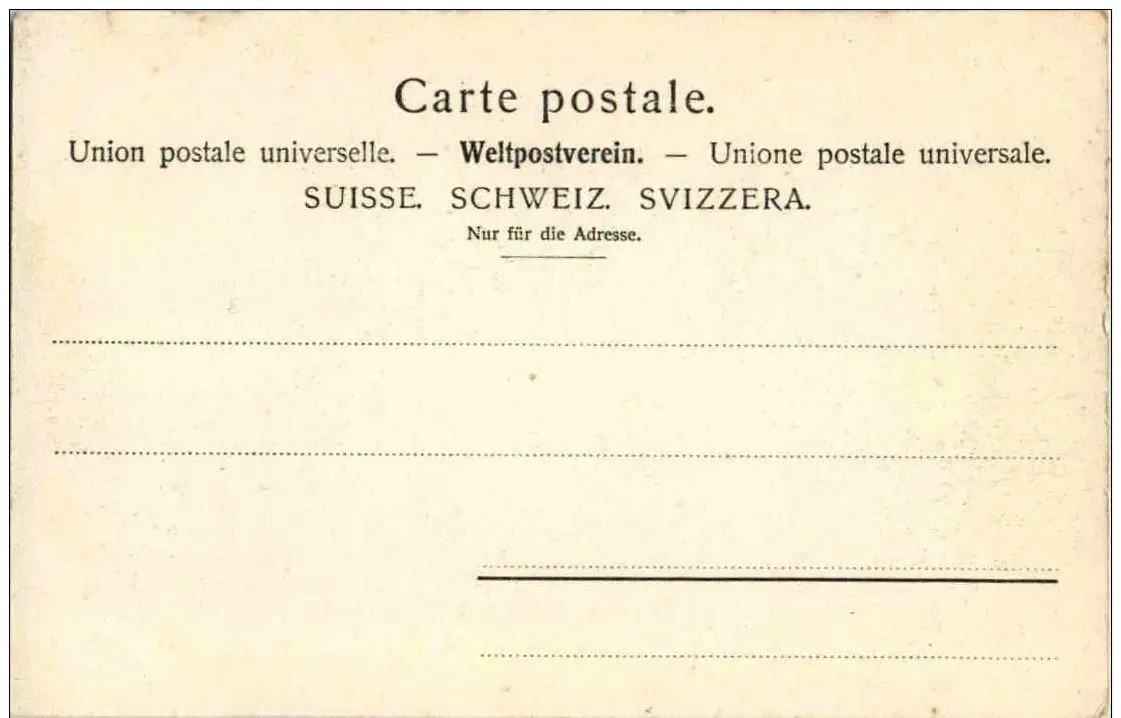 Carte postale.
Union postale universelle. — Weltpostverein. — Unione postale universale.
SUISSE. SCHWEIZ. SVIZZERA.
Nur für die Adresse.